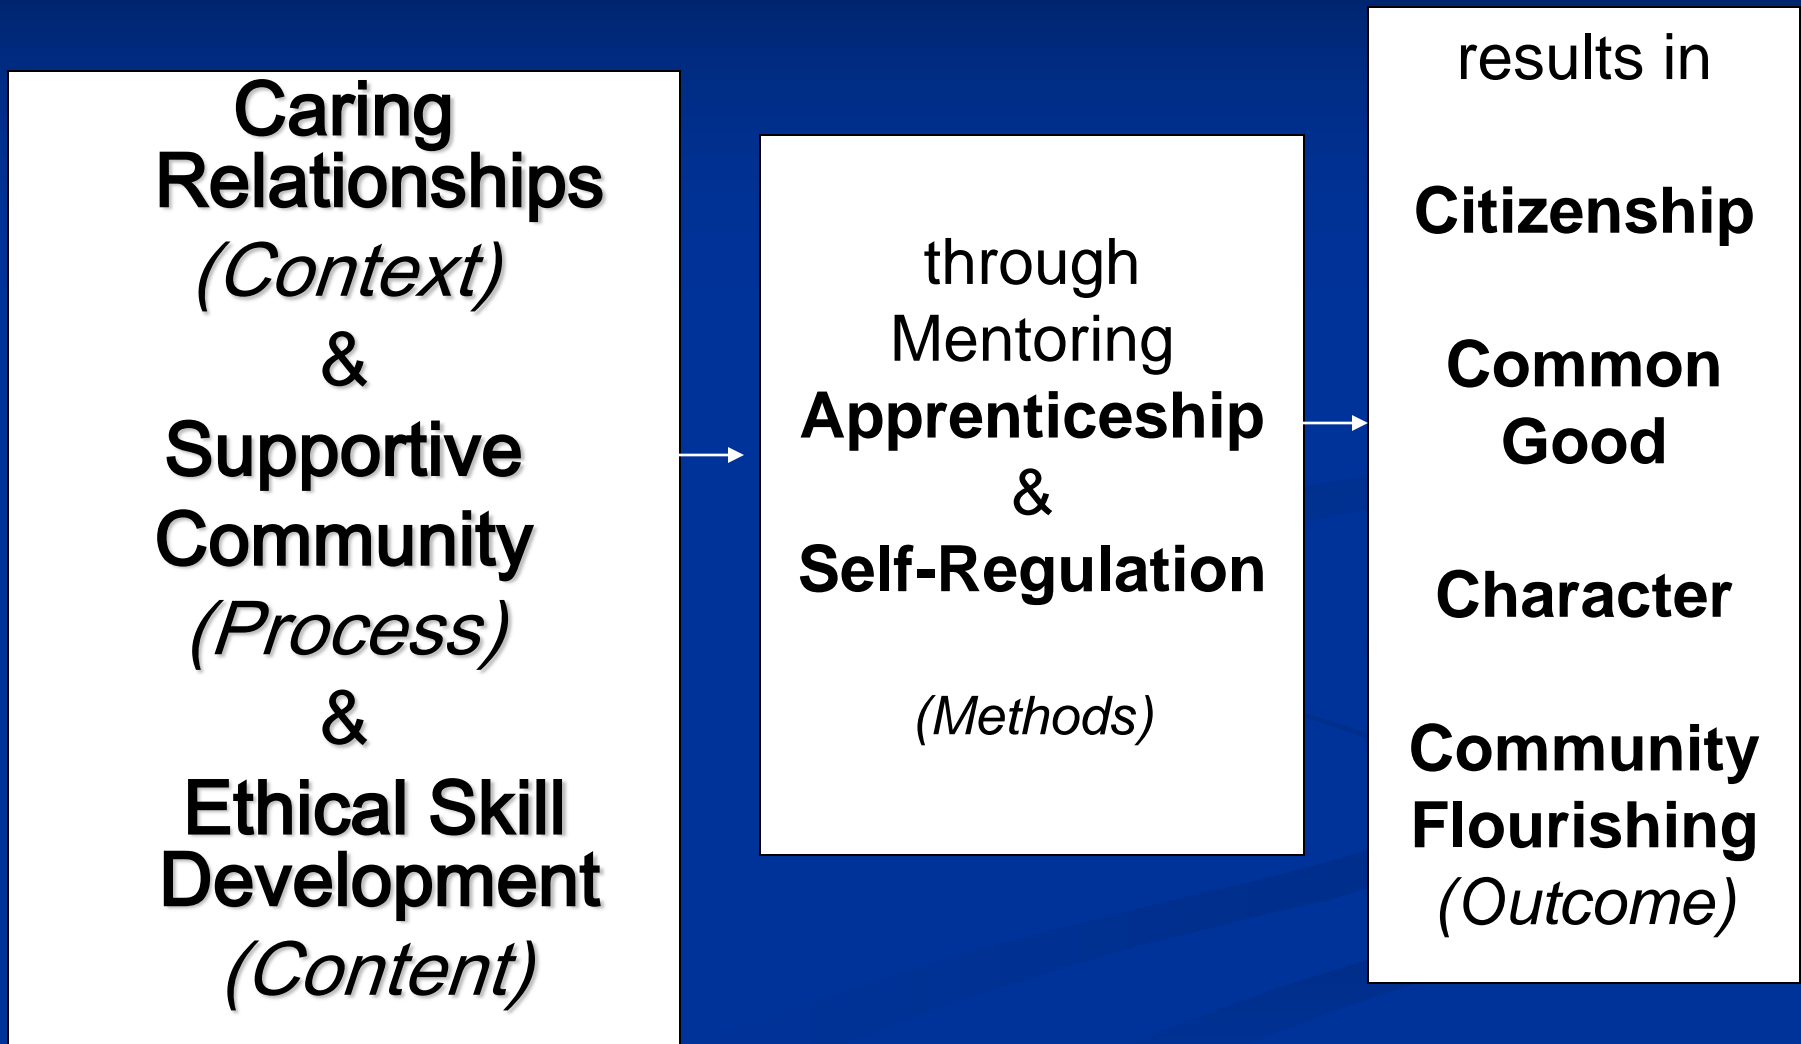 Caring
Relationships
(Context)
&
Supportive
Community
(Process)
&
Ethical Skill
Development
(Content)
through
Mentoring
Apprenticeship
&
Self-Regulation
(Methods)
results in
Citizenship
Common
Good
Character
Community
Flourishing
(Outcome)